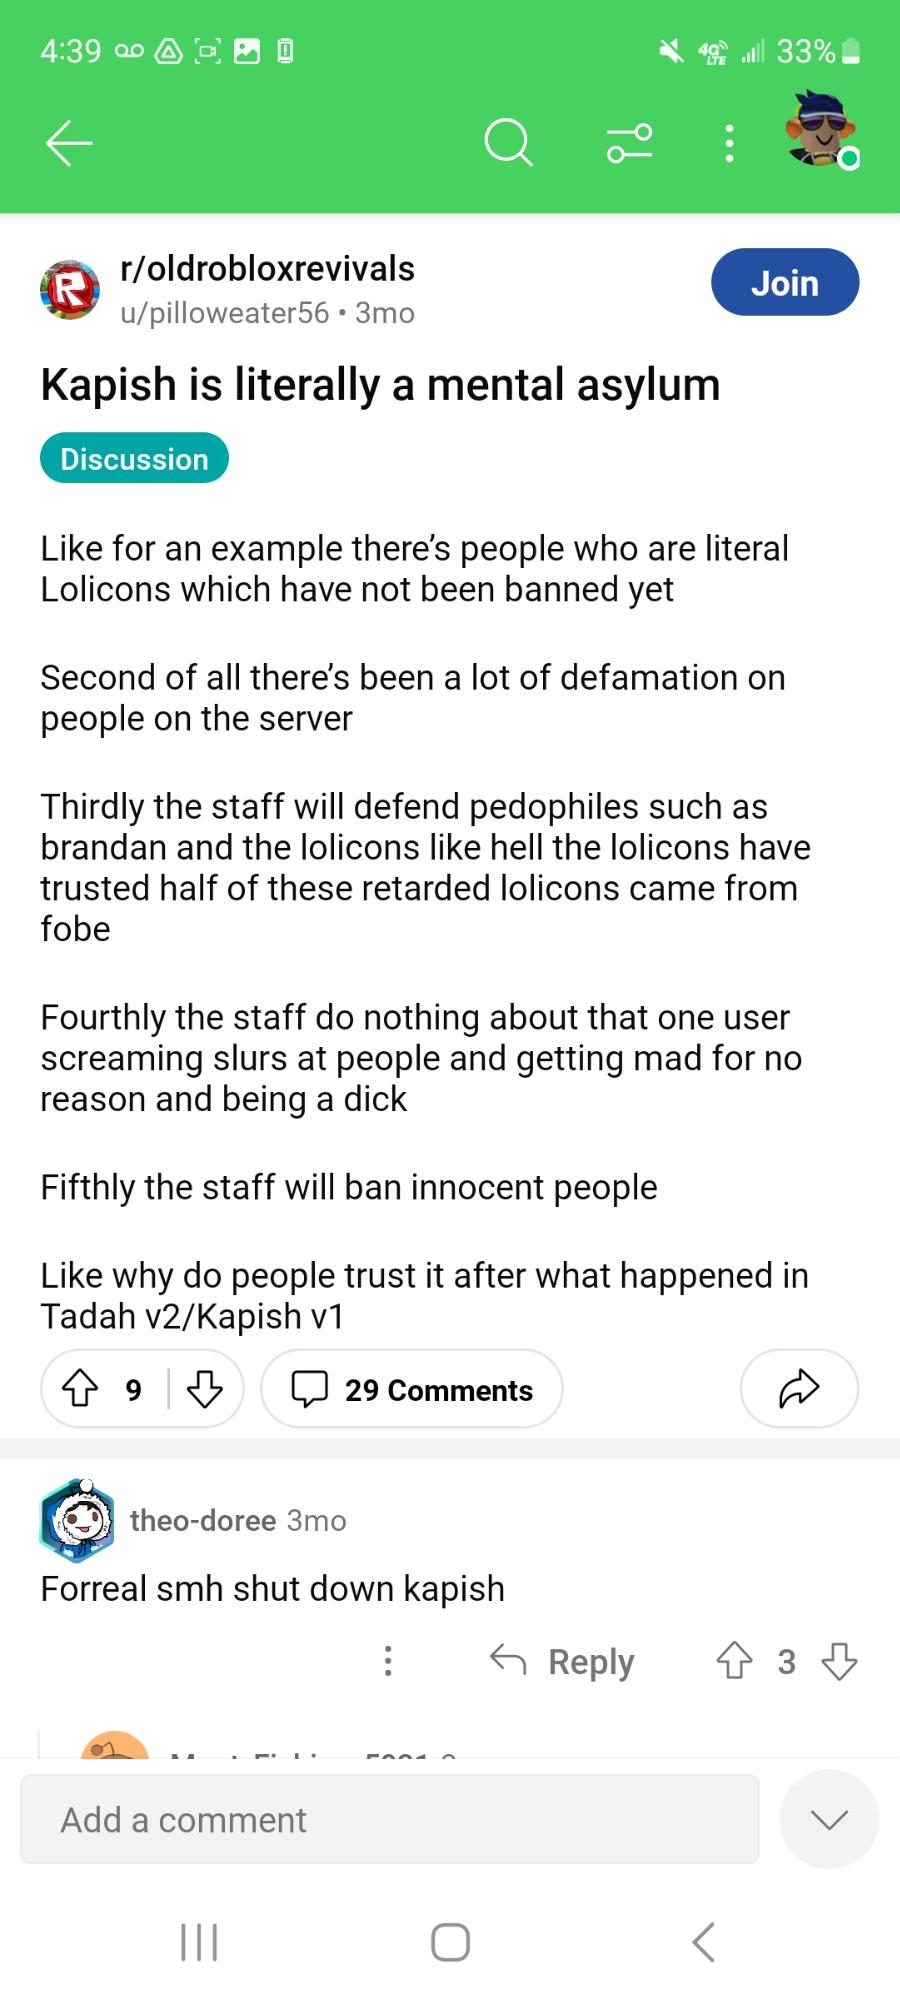 4:39
4G LTE 33%
r/oldrobloxrevivals
u/pilloweater56 • 3mo
Join
Kapish is literally a mental asylum
Discussion
Like for an example there's people who are literal
Lolicons which have not been banned yet
Second of all there's been a lot of defamation on
people on the server
Thirdly the staff will defend pedophiles such as
brandan and the lolicons like hell the lolicons have
trusted half of these retarded lolicons came from
fobe
Fourthly the staff do nothing about that one user
screaming slurs at people and getting mad for no
reason and being a dick
Fifthly the staff will ban innocent people
Like why do people trust it after what happened in
Tadah v2/Kapish v1
9
29 Comments
theo-doree 3mo
Forreal smh shut down kapish
Reply 3
Add a comment